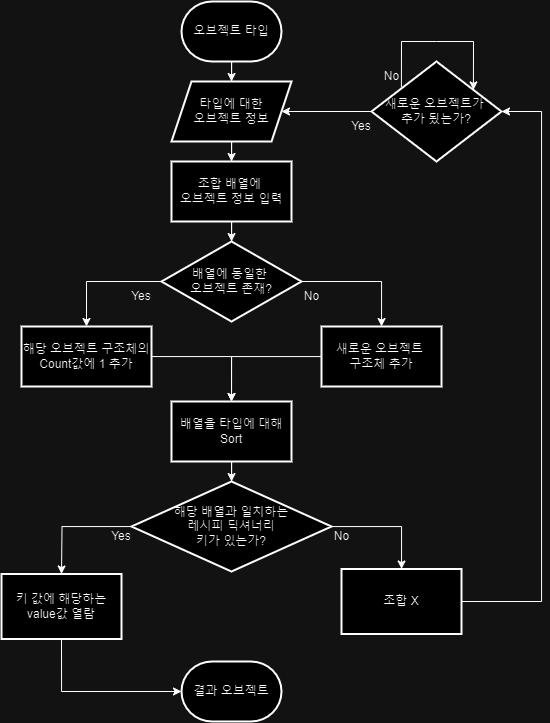 오브젝트 타입
No
타입에 대한
오브젝트 정보
새로운 오브젝트가
추가 됬는가?
Yes
조합 배열에
오브젝트 정보 입력
배열에 동일한
오브젝트 존재?
Yes
No
해당 오브젝트 구조체의
Count값에 1 추가
새로운 오브젝트
구조체 추가
배열을 타입에 대해
Sort
해당 배열과 일치하는
레시피 딕셔너리
키가 있는가?
Yes
No
키 값에 해당하는
value값 열람
조합 X
결과 오브젝트